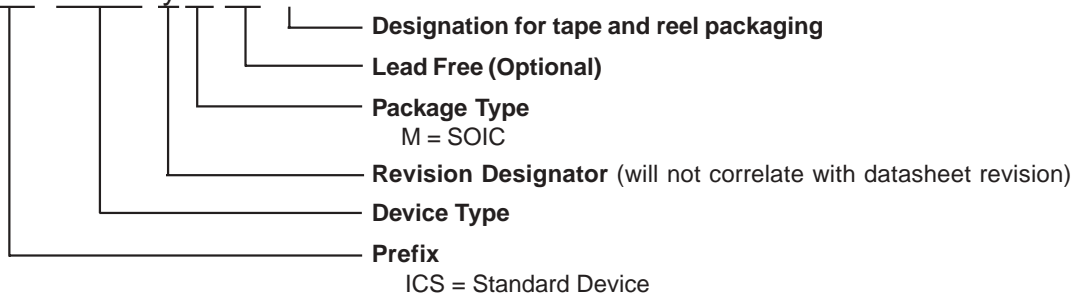 Designation for tape and reel packaging
Lead Free (Optional)
Package Type
M = SOIC
Revision Designator (will not correlate with datasheet revision)
Device Type
Prefix
ICS = Standard Device